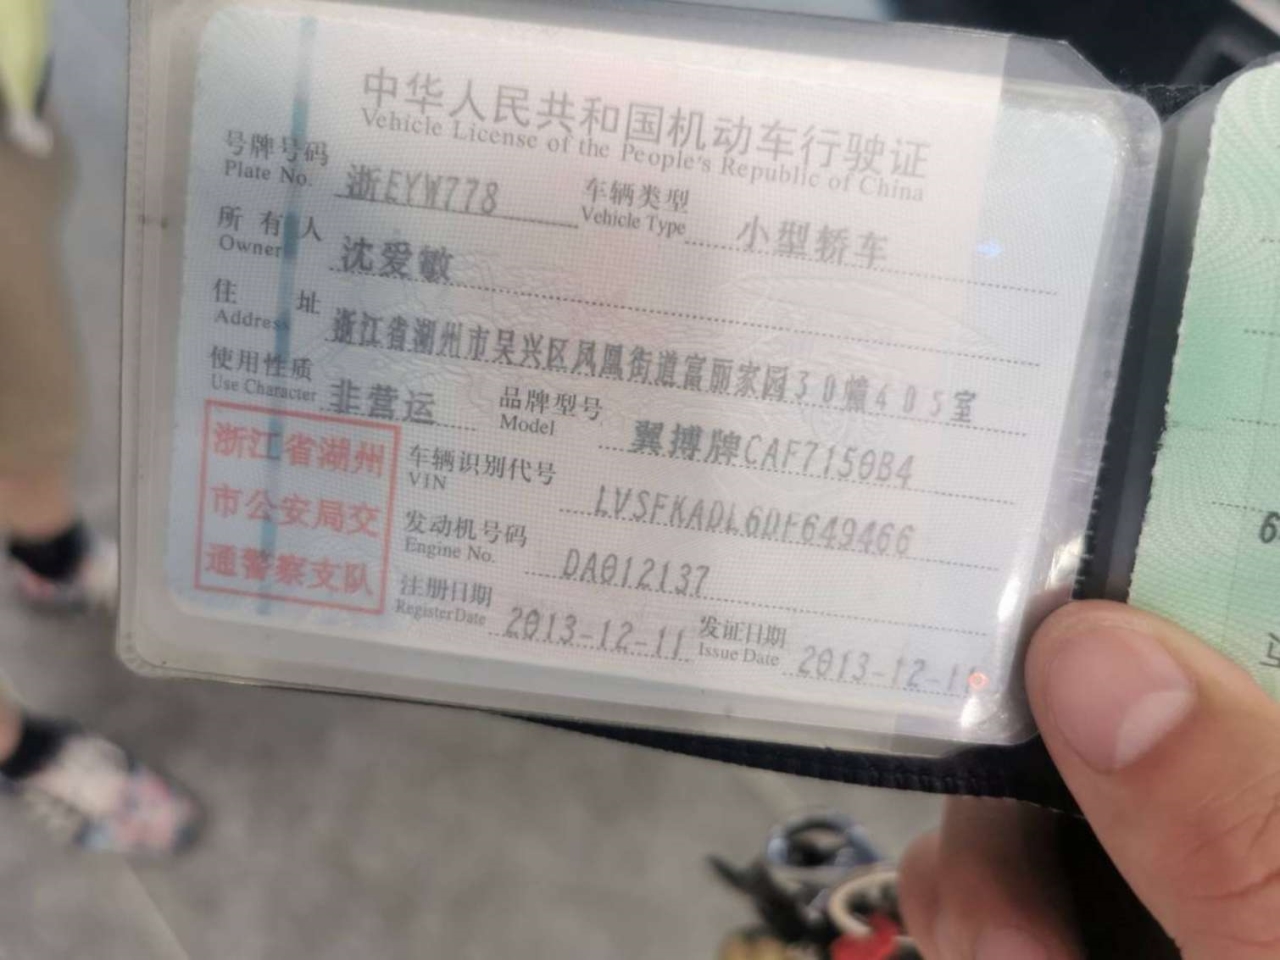 中华人民共和国机动车行驶证
Vehicle License of the People's Republic of China
号牌号码 浙EYW778 车辆类型 小型轿车
Plate No. Vehicle Type
所有人 沈爱敏
Owner
住址 浙江省湖州市吴兴区凤凰街道富丽家园30幢405室
Address
使用性质 非营运 品牌型号 翼搏牌CAF7150B4
Use Character Model
浙江省湖州
市公安局交
通警察支队
车辆识别代号 LVSFKADL6DF649466
VIN
发动机号码 DA012137
Engine No.
注册日期 2013-12-11 发证日期 2013-12-11
Register Date Issue Date
6